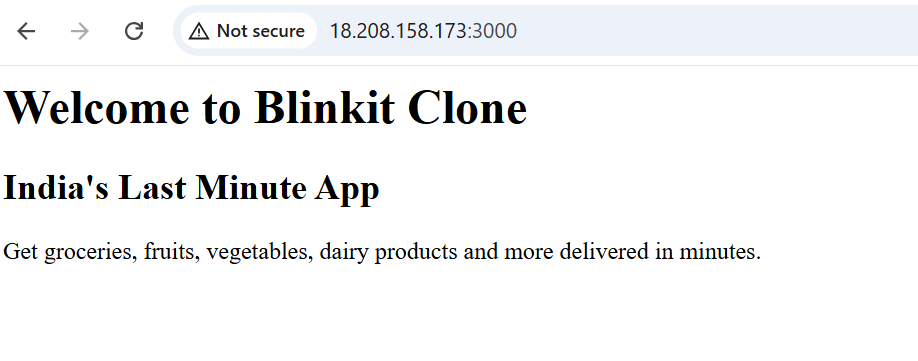 Not secure 18.208.158.173:3000
Welcome to Blinkit Clone
India's Last Minute App
Get groceries, fruits, vegetables, dairy products and more delivered in minutes.